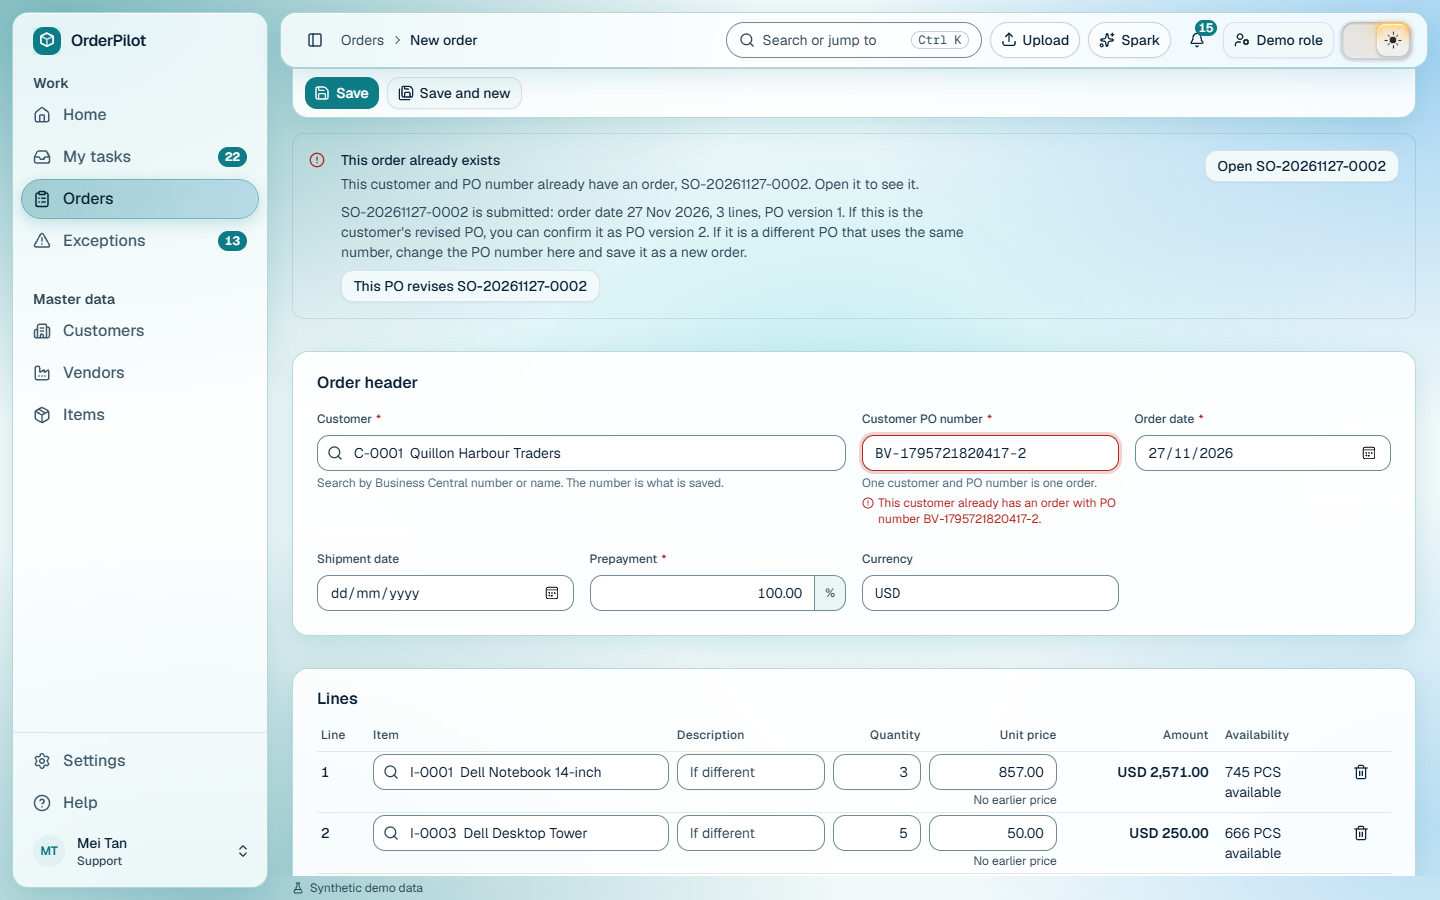 OrderPilot
Work
Home
My tasks 22
Orders
Exceptions 13
Master data
Customers
Vendors
Items
Settings
Help
MT
Mei Tan
Support
Orders > New order
Search or jump to Ctrl K
Upload
Spark
15
Demo role
Save
Save and new
This order already exists
This customer and PO number already have an order, SO-20261127-0002. Open it to see it.
SO-20261127-0002 is submitted: order date 27 Nov 2026, 3 lines, PO version 1. If this is the
customer's revised PO, you can confirm it as PO version 2. If it is a different PO that uses the same
number, change the PO number here and save it as a new order.
This PO revises SO-20261127-0002
Open SO-20261127-0002
Order header
Customer *
C-0001 Quillon Harbour Traders
Search by Business Central number or name. The number is what is saved.
Customer PO number *
BV-1795721820417-2
One customer and PO number is one order.
This customer already has an order with PO
number BV-1795721820417-2.
Order date *
27/11/2026
Shipment date
dd/mm/yyyy
Prepayment *
100.00 %
Currency
USD
Lines
Line Item Description Quantity Unit price Amount Availability
1 I-0001 Dell Notebook 14-inch If different 3 857.00 USD 2,571.00 745 PCS
available
No earlier price
2 I-0003 Dell Desktop Tower If different 5 50.00 USD 250.00 666 PCS
available
No earlier price
Synthetic demo data